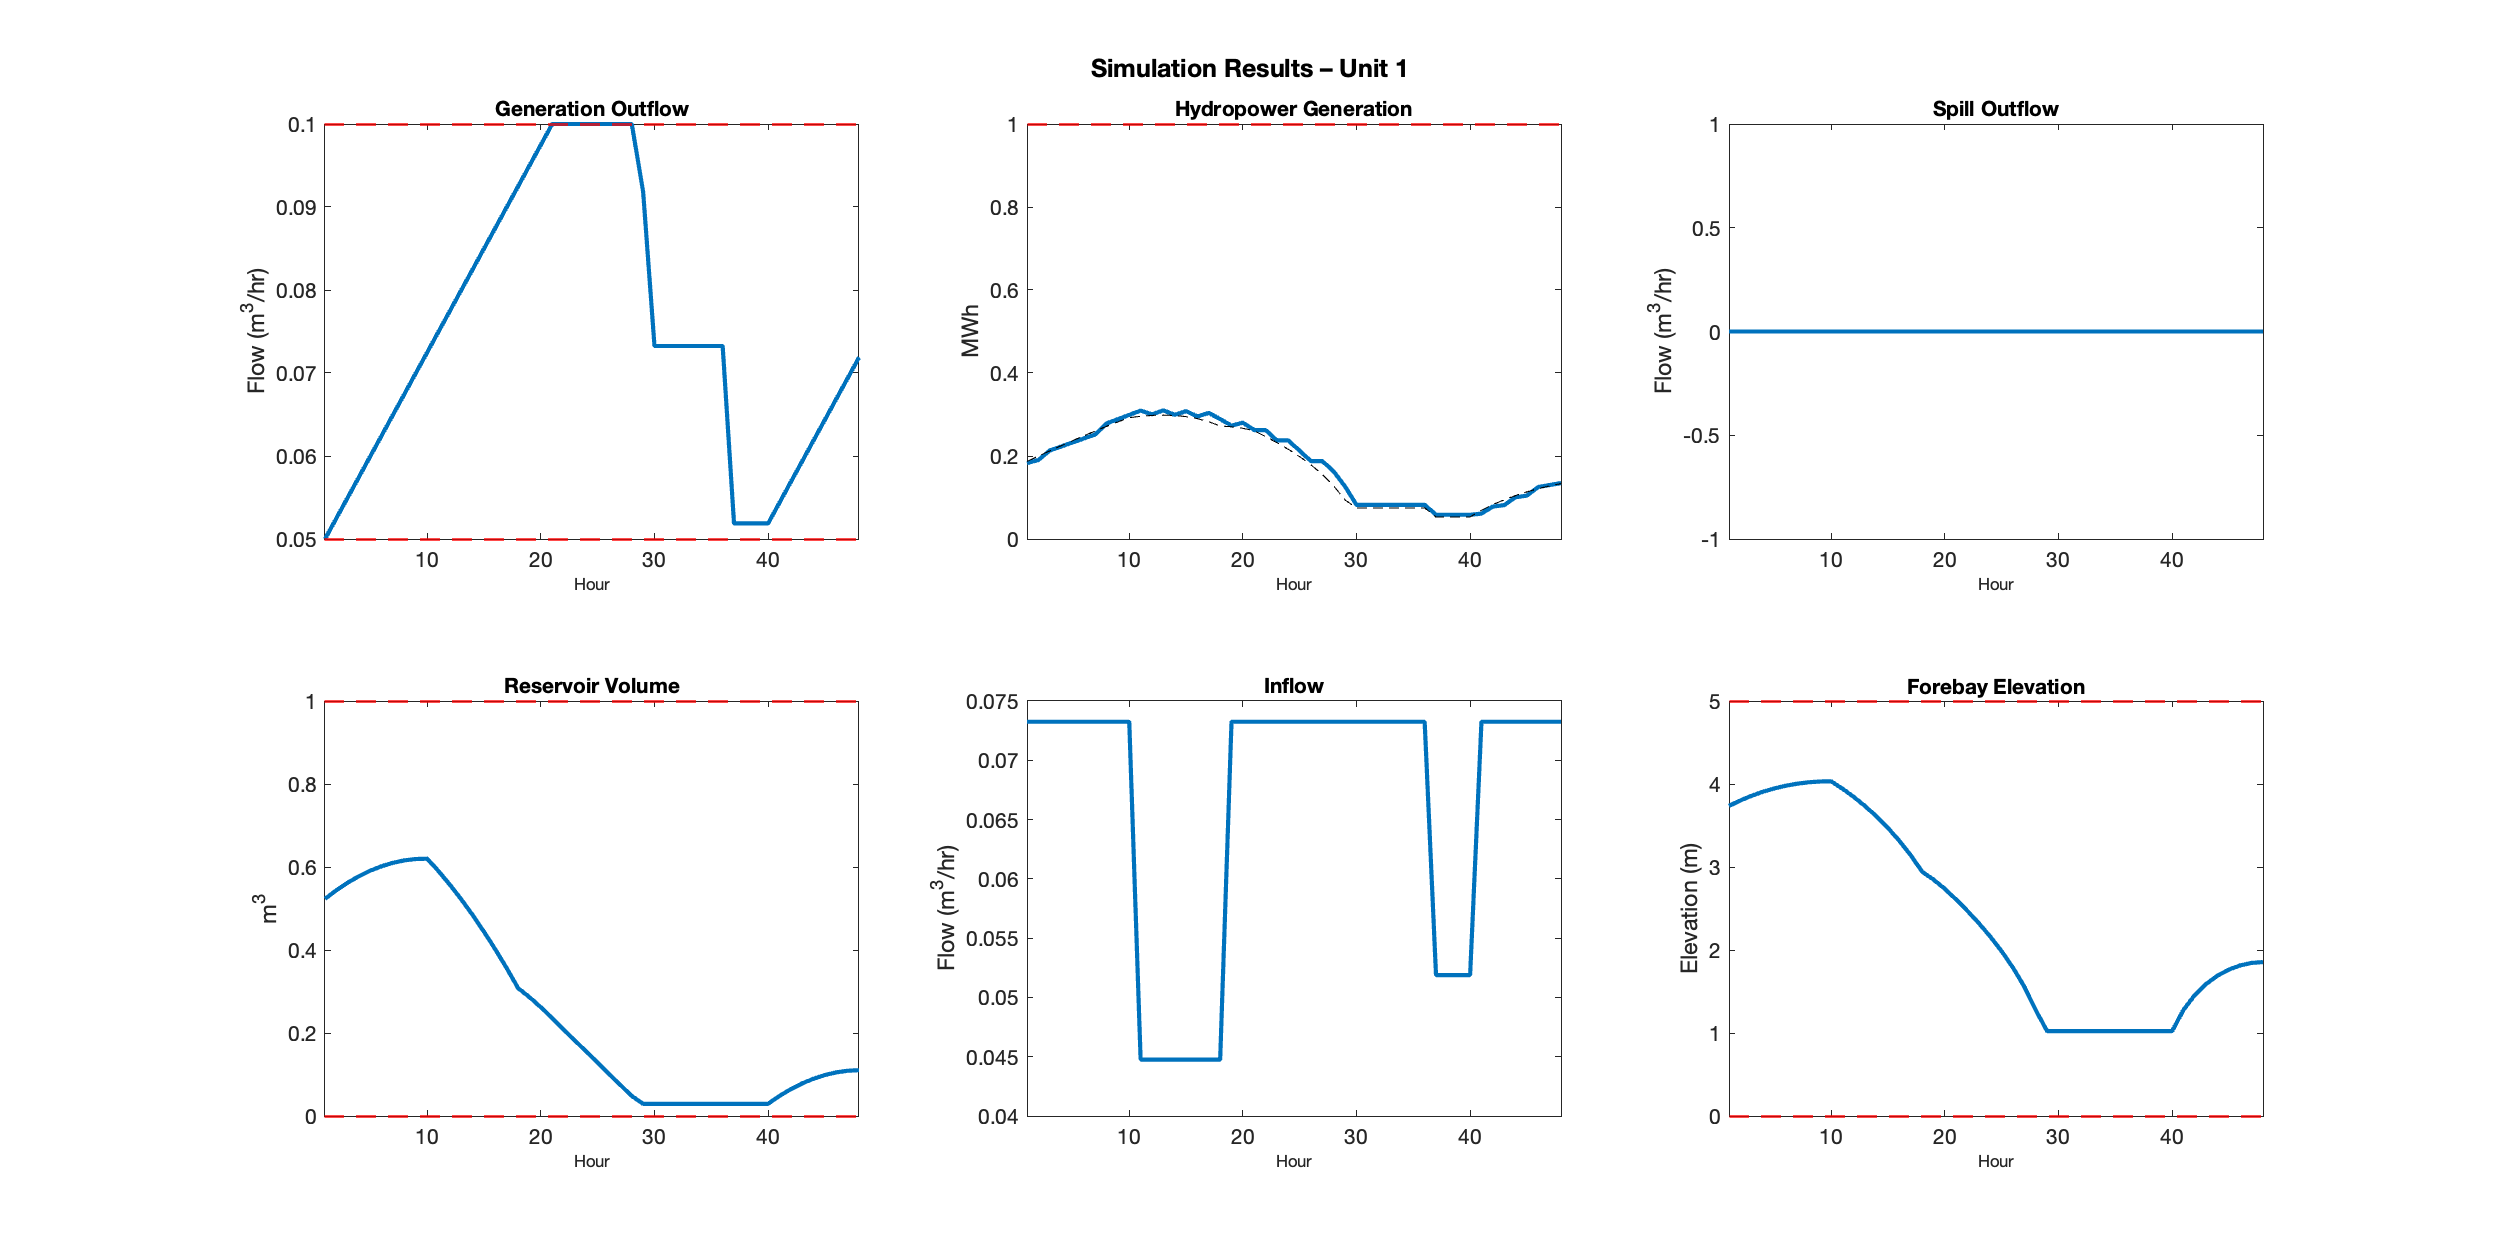 Simulation Results – Unit 1
Generation Outflow
0.1
0.09
0.08
0.07
0.06
0.05
Flow (m³/hr)
10 20 30 40
Hour
Hydropower Generation
1
0.8
0.6
0.4
0.2
0
MWh
10 20 30 40
Hour
Spill Outflow
1
0.5
0
-0.5
-1
Flow (m³/hr)
10 20 30 40
Hour
Reservoir Volume
1
0.8
0.6
0.4
0.2
0
m³
10 20 30 40
Hour
Inflow
0.075
0.07
0.065
0.06
0.055
0.05
0.045
0.04
Flow (m³/hr)
10 20 30 40
Hour
Forebay Elevation
5
4
3
2
1
0
Elevation (m)
10 20 30 40
Hour